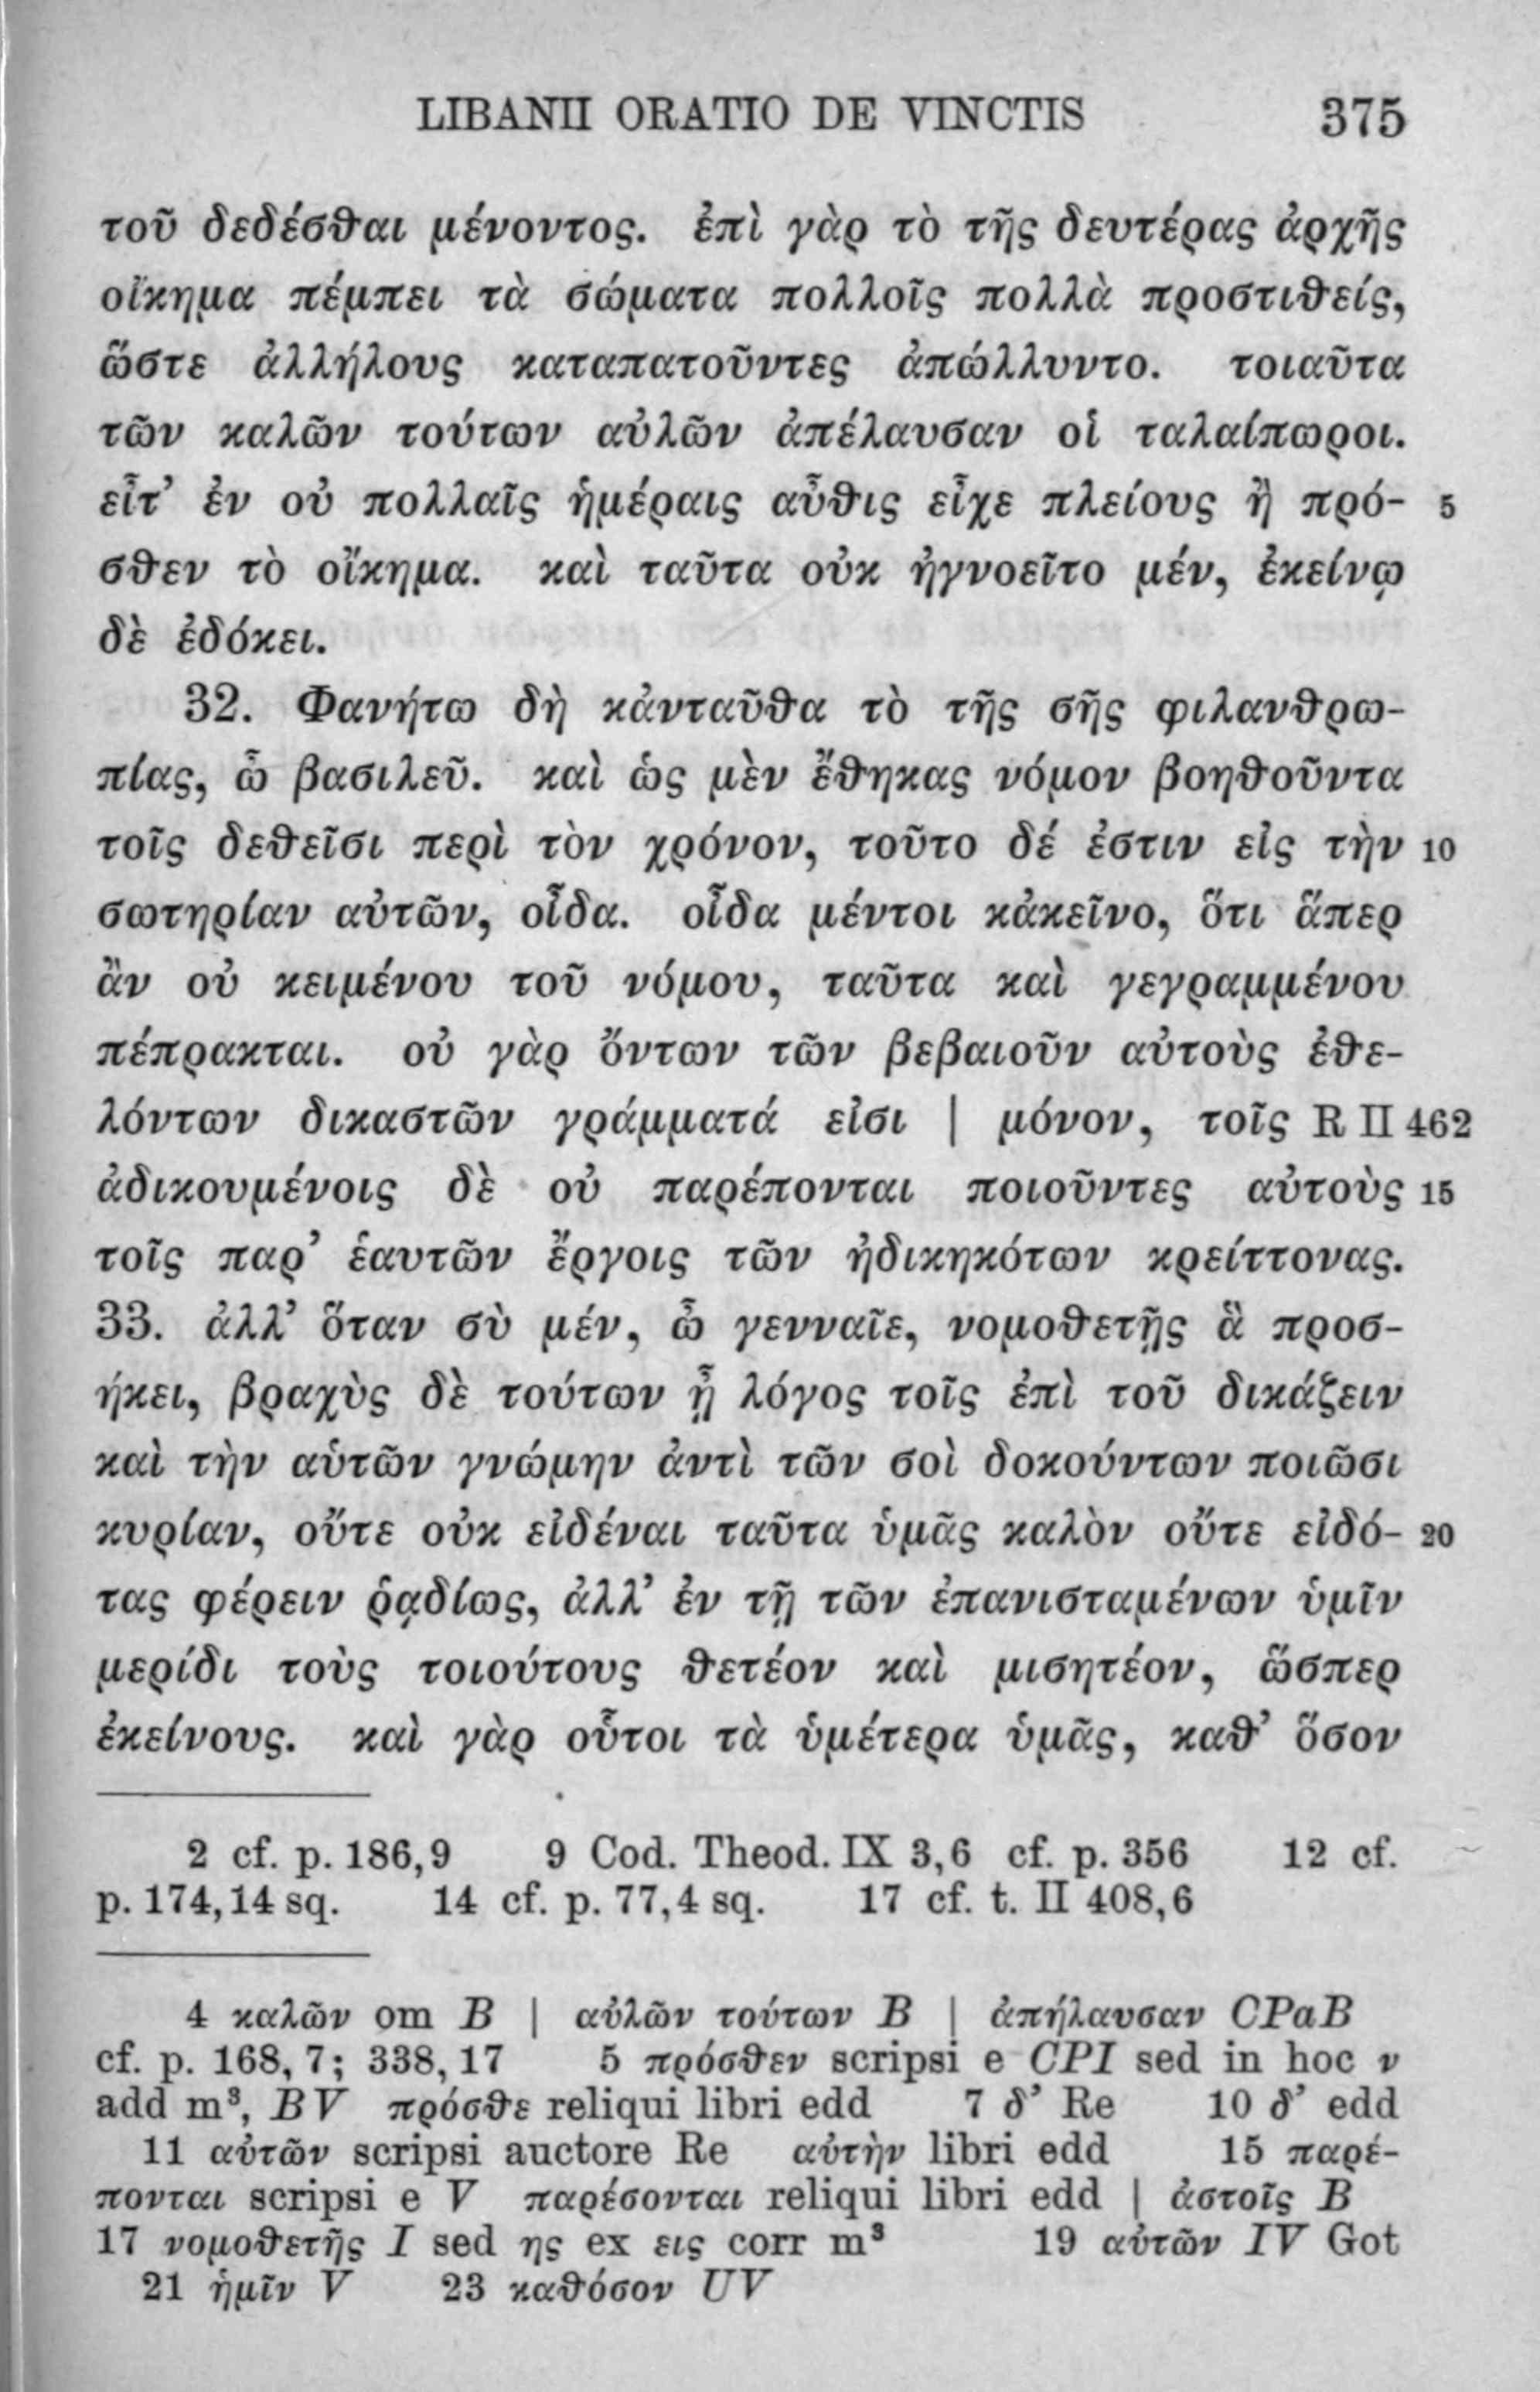 LIBANII ORATIO DE VINCTIS 375
τοῦ δεδέσθαι μένοντος. ἐπὶ γὰρ τὸ τῆς δευτέρας ἀρχῆς
οἴκημα πέμπει τὰ σώματα πολλοῖς πολλὰ προστιθείς,
ὥστε ἀλλήλους καταπατοῦντες ἀπώλλυντο. τοιαῦτα
τῶν καλῶν τούτων αὐλῶν ἀπέλαυσαν οἱ ταλαίπωροι.
εἶτ’ ἐν οὐ πολλαῖς ἡμέραις αὖθις εἶχε πλείους ἢ πρό- 5
σθεν τὸ οἴκημα. καὶ ταῦτα οὐκ ἠγνοεῖτο μέν, ἐκείνῳ
δὲ ἐδόκει.
32. Φανήτω δὴ κἀνταῦθα τὸ τῆς σῆς φιλανθρω-
πίας, ὦ βασιλεῦ. καὶ ὡς μὲν ἔθηκας νόμον βοηθοῦντα
τοῖς δεθεῖσι περὶ τὸν χρόνον, τοῦτο δέ ἐστιν εἰς τὴν 10
σωτηρίαν αὐτῶν, οἶδα. οἶδα μέντοι κἀκεῖνο, ὅτι ἅπερ
ἂν οὐ κειμένου τοῦ νόμου, ταῦτα καὶ γεγραμμένου
πέπρακται. οὐ γὰρ ὄντων τῶν βεβαιοῦν αὐτοὺς ἐθε-
λόντων δικαστῶν γράμματά εἰσι | μόνον, τοῖς R II 462
ἀδικουμένοις δὲ οὐ παρέπονται ποιοῦντες αὐτοὺς 15
τοῖς παρ’ ἑαυτῶν ἔργοις τῶν ἠδικηκότων κρείττονας.
33. ἀλλ’ ὅταν σὺ μέν, ὦ γενναῖε, νομοθετῇς ἃ προσ-
ήκει, βραχὺς δὲ τούτων ᾖ λόγος τοῖς ἐπὶ τοῦ δικάζειν
καὶ τὴν αὑτῶν γνώμην ἀντὶ τῶν σοὶ δοκούντων ποιῶσι
κυρίαν, οὔτε οὐκ εἰδέναι ταῦτα ὑμᾶς καλὸν οὔτε εἰδό- 20
τας φέρειν ῥᾳδίως, ἀλλ’ ἐν τῇ τῶν ἐπανισταμένων ὑμῖν
μερίδι τοὺς τοιούτους θετέον καὶ μισητέον, ὥσπερ
ἐκείνους. καὶ γὰρ οὗτοι τὰ ὑμέτερα ὑμᾶς, καθ’ ὅσον
2 cf. p. 186,9 9 Cod. Theod. IX 3,6 cf. p. 356 12 cf.
p. 174,14 sq. 14 cf. p. 77,4 sq. 17 cf. t. II 408,6
4 καλῶν om B | αὐλῶν τούτων B | ἀπήλαυσαν CPaB
cf. p. 168, 7; 338, 17 5 πρόσθεν scripsi e CPI sed in hoc ν
add m³, BV πρόσθε reliqui libri edd 7 δ’ Re 10 δ’ edd
11 αὐτῶν scripsi auctore Re αὐτὴν libri edd 15 παρέ-
πονται scripsi e V παρέσονται reliqui libri edd | ἀστοῖς B
17 νομοθετῆς I sed ης ex εις corr m³ 19 αὐτῶν IV Got
21 ἡμῖν V 23 καθόσον UV